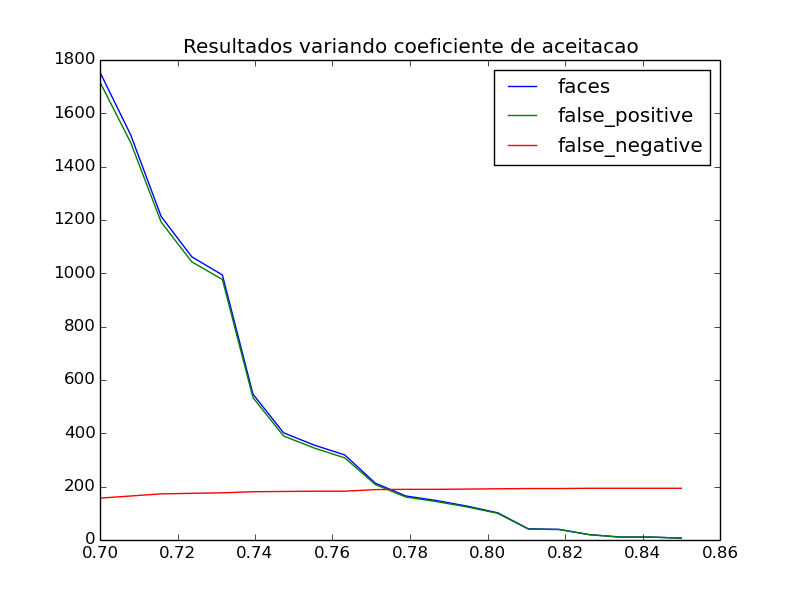 Resultados variando coeficiente de aceitacao
faces
false_positive
false_negative
1800
1600
1400
1200
1000
800
600
400
200
0
0.70 0.72 0.74 0.76 0.78 0.80 0.82 0.84 0.86